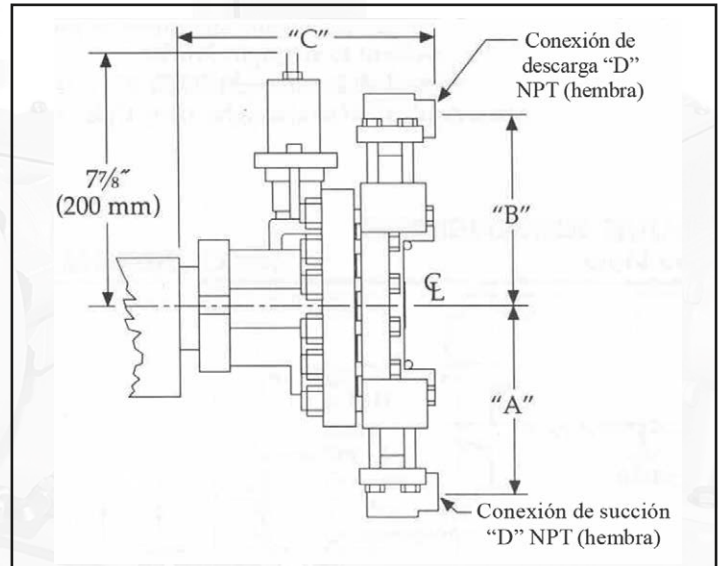 “C”
Conexión de
descarga “D”
NPT (hembra)
7⅞″
(200 mm)
“B”
℄
“A”
Conexión de succión
“D” NPT (hembra)